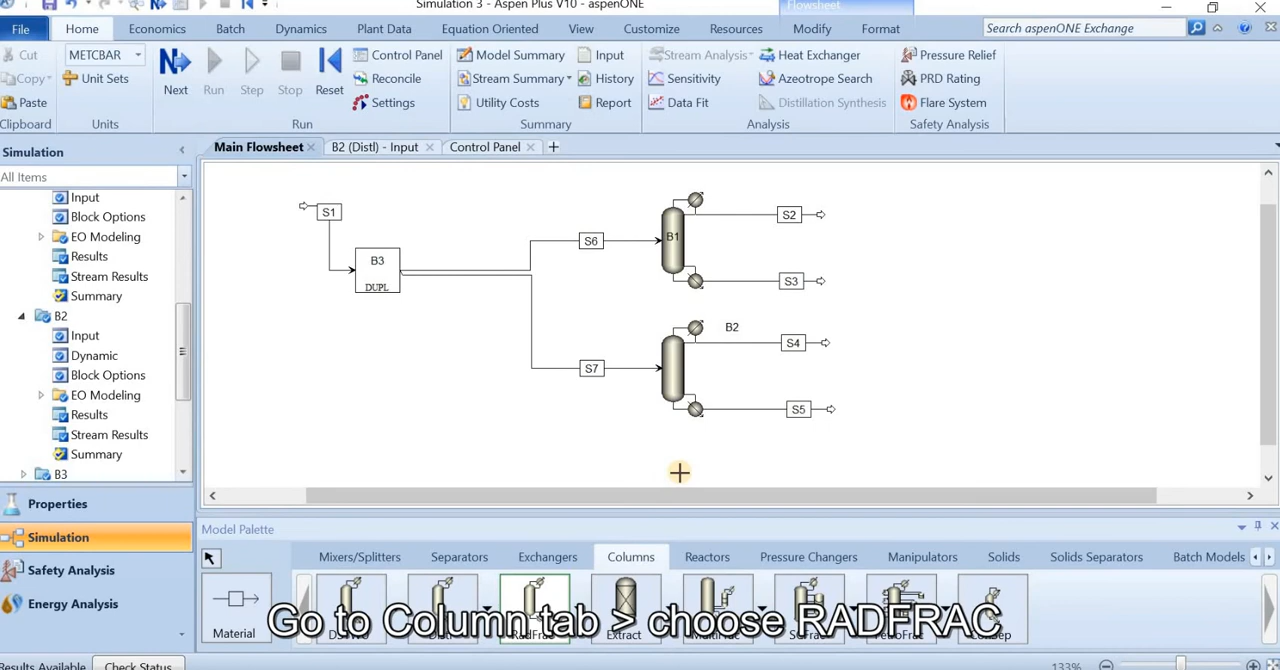 Simulation 3 - Aspen Plus V10 - aspenONE
Flowsheet
File Home Economics Batch Dynamics Plant Data Equation Oriented View Customize Resources Modify Format Search aspenONE Exchange
Cut METCBAR Control Panel Model Summary Input Stream Analysis Heat Exchanger Pressure Relief
Copy Unit Sets Next Run Step Stop Reset Reconcile Stream Summary History Sensitivity Azeotrope Search PRD Rating
Paste Settings Utility Costs Report Data Fit Distillation Synthesis Flare System
Clipboard Units Run Summary Analysis Safety Analysis
Simulation Main Flowsheet B2 (Distl) - Input Control Panel
All Items
Input
Block Options
EO Modeling
Results
Stream Results
Summary
B2
Input
Dynamic
Block Options
EO Modeling
Results
Stream Results
Summary
B3
S1
B3
DUPL
S6
S7
B1
S2
S3
B2
S4
S5
Properties
Simulation
Safety Analysis
Energy Analysis
Model Palette
Mixers/Splitters Separators Exchangers Columns Reactors Pressure Changers Manipulators Solids Solids Separators Batch Models
Material RadFrac Extract
Go to Column tab > choose RADFRAC
Results Available Check Status 133%